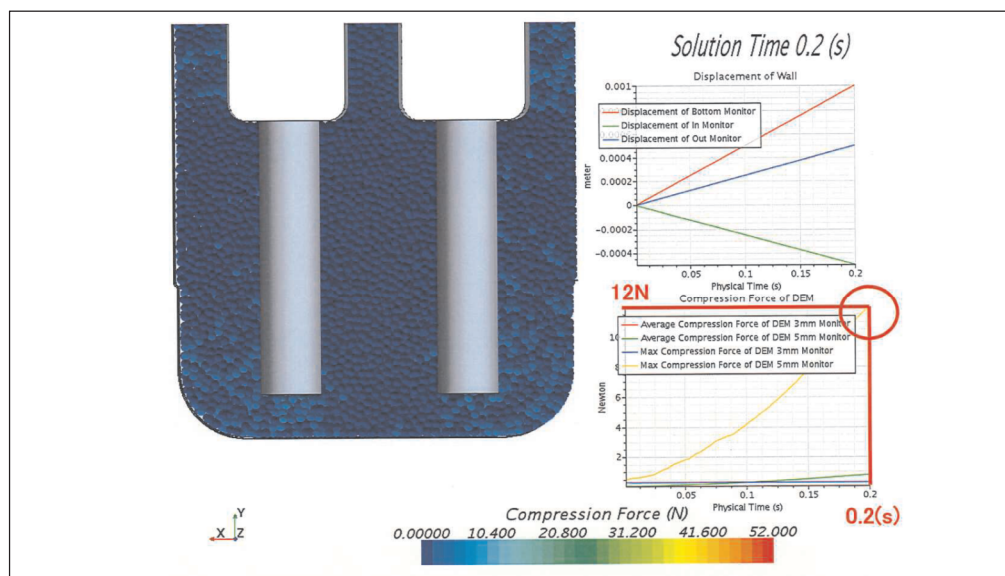 Solution Time 0.2 (s)
Displacement of Wall
0.001
Displacement of Bottom Monitor
Displacement of In Monitor
Displacement of Out Monitor
0.0004
0.0002
0
−0.0002
−0.0004
meter
0.05 0.1 0.15 0.2
Physical Time (s)
12N
Compression Force of DEM
Average Compression Force of DEM 3mm Monitor
Average Compression Force of DEM 5mm Monitor
Max Compression Force of DEM 3mm Monitor
Max Compression Force of DEM 5mm Monitor
6
4
2
Newton
0.05 0.1 0.15 0.2
Physical Time (s)
0.2(s)
Y
X Z
Compression Force (N)
0.00000 10.400 20.800 31.200 41.600 52.000